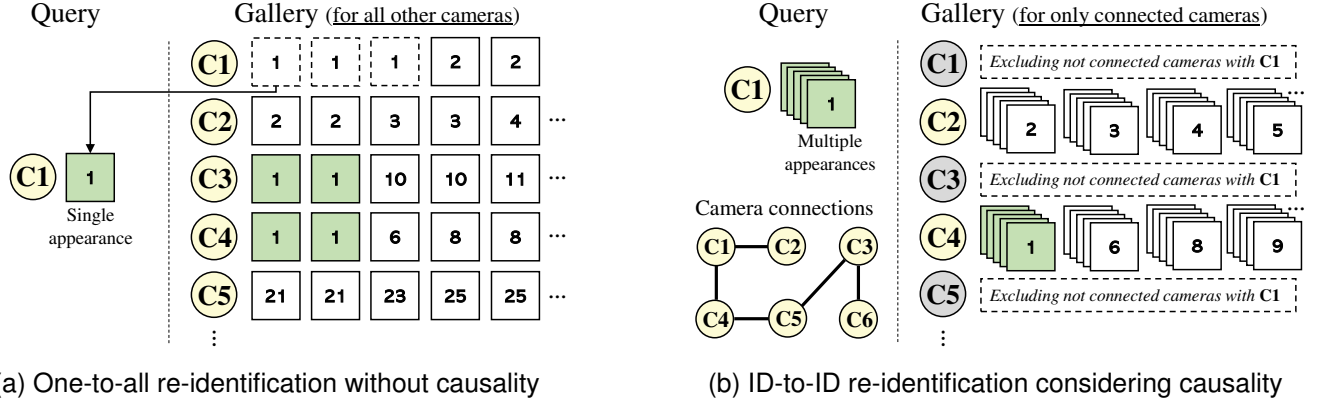 Query
Gallery (for all other cameras)
C1 1 1 1 2 2
C2 2 2 3 3 4 ...
C1 1
C3 1 1 10 10 11 ...
Single
appearance
C4 1 1 6 8 8 ...
C5 21 21 23 25 25 ...
⋮
a) One-to-all re-identification without causality
Query
Gallery (for only connected cameras)
C1 1
Multiple
appearances
Camera connections
C1 C2 C3
C4 C5 C6
C1 Excluding not connected cameras with C1
C2 2 3 4 5 ...
C3 Excluding not connected cameras with C1
C4 1 6 8 9 ...
C5 Excluding not connected cameras with C1
⋮
(b) ID-to-ID re-identification considering causality